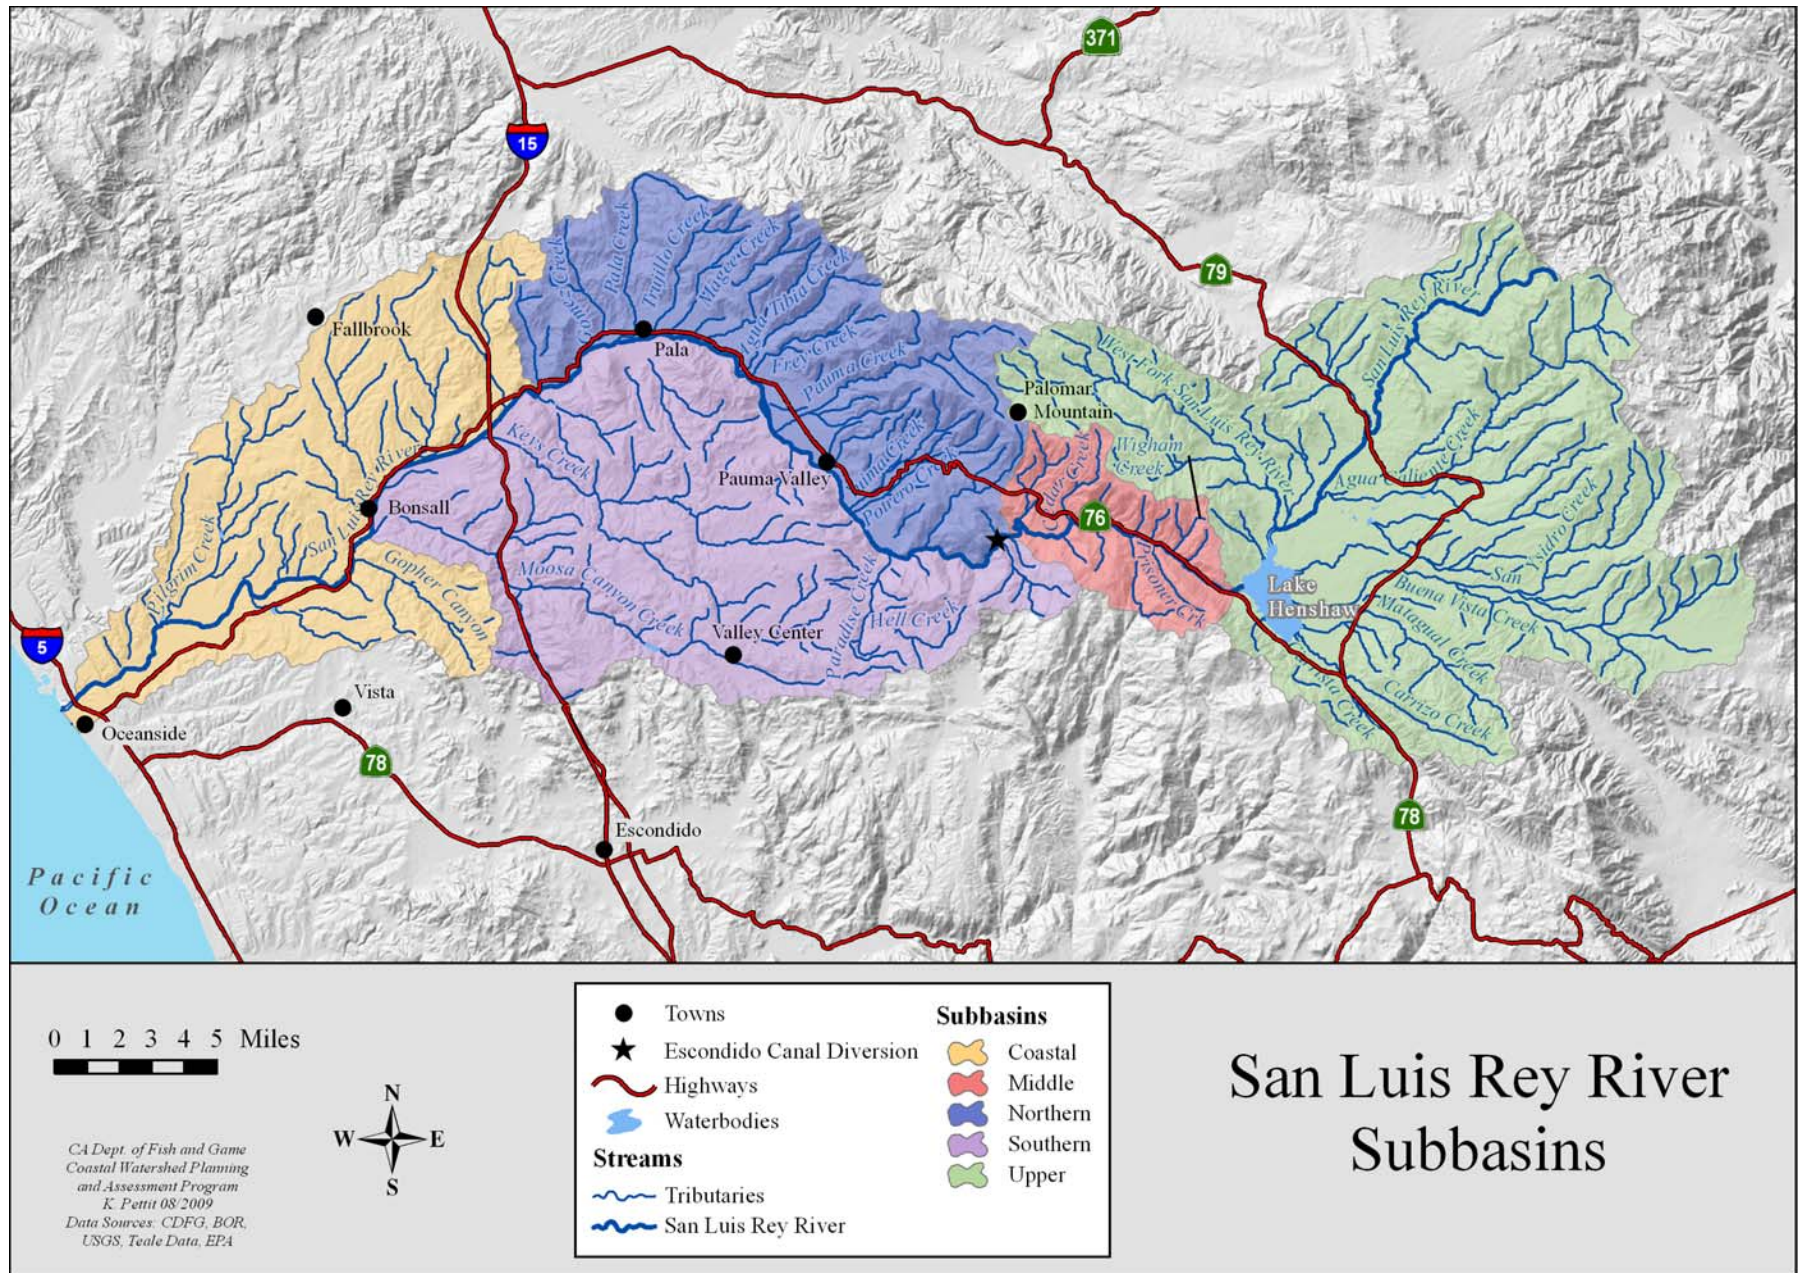 371
15
79
Fallbrook
Pala Creek
Trujillo Creek
Magee Creek
Frey Creek
Pauma Creek
Pala
San Luis Rey River
West Fork San Luis Rey River
Palomar
Mountain
Wigham
Creek
Keys Creek
San Luis Rey River
Bonsall
Pauma Valley
Potrero
76
Agua Caliente Creek
San Ysidro Creek
Pilgrim Creek
Gopher Canyon
Moosa Canyon Creek
Paradise Creek
Hell Creek
Prisoner Crk
Lake
Henshaw
Buena Vista Creek
Matagual Creek
Carrizo Creek
Valley Center
5
Vista
Oceanside
78
78
Escondido
Pacific
Ocean
0 1 2 3 4 5 Miles
N
W E
S
CA Dept. of Fish and Game
Coastal Watershed Planning
and Assessment Program
K. Pettit 08/2009
Data Sources: CDFG, BOR,
USGS, Teale Data, EPA
Towns
Escondido Canal Diversion
Highways
Waterbodies
Streams
Tributaries
San Luis Rey River
Subbasins
Coastal
Middle
Northern
Southern
Upper
San Luis Rey River
Subbasins